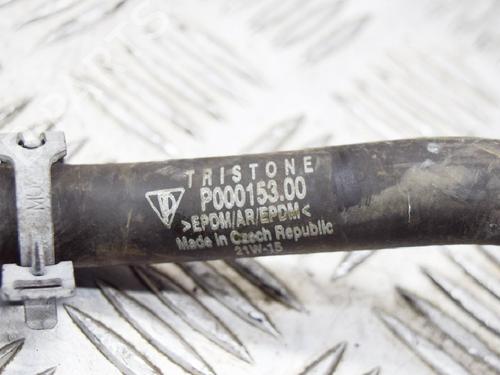 TRISTONE
P000153.00
>EPDM/AR/EPDM<
Made in Czech Republic
21W-15